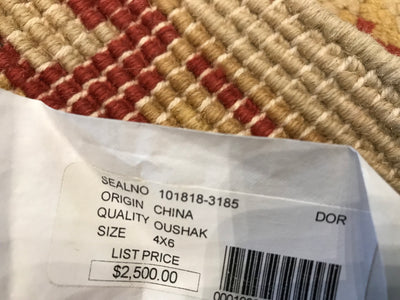 SEALNO 101818-3185
ORIGIN CHINA DOR
QUALITY OUSHAK
SIZE 4X6
LIST PRICE
$2,500.00